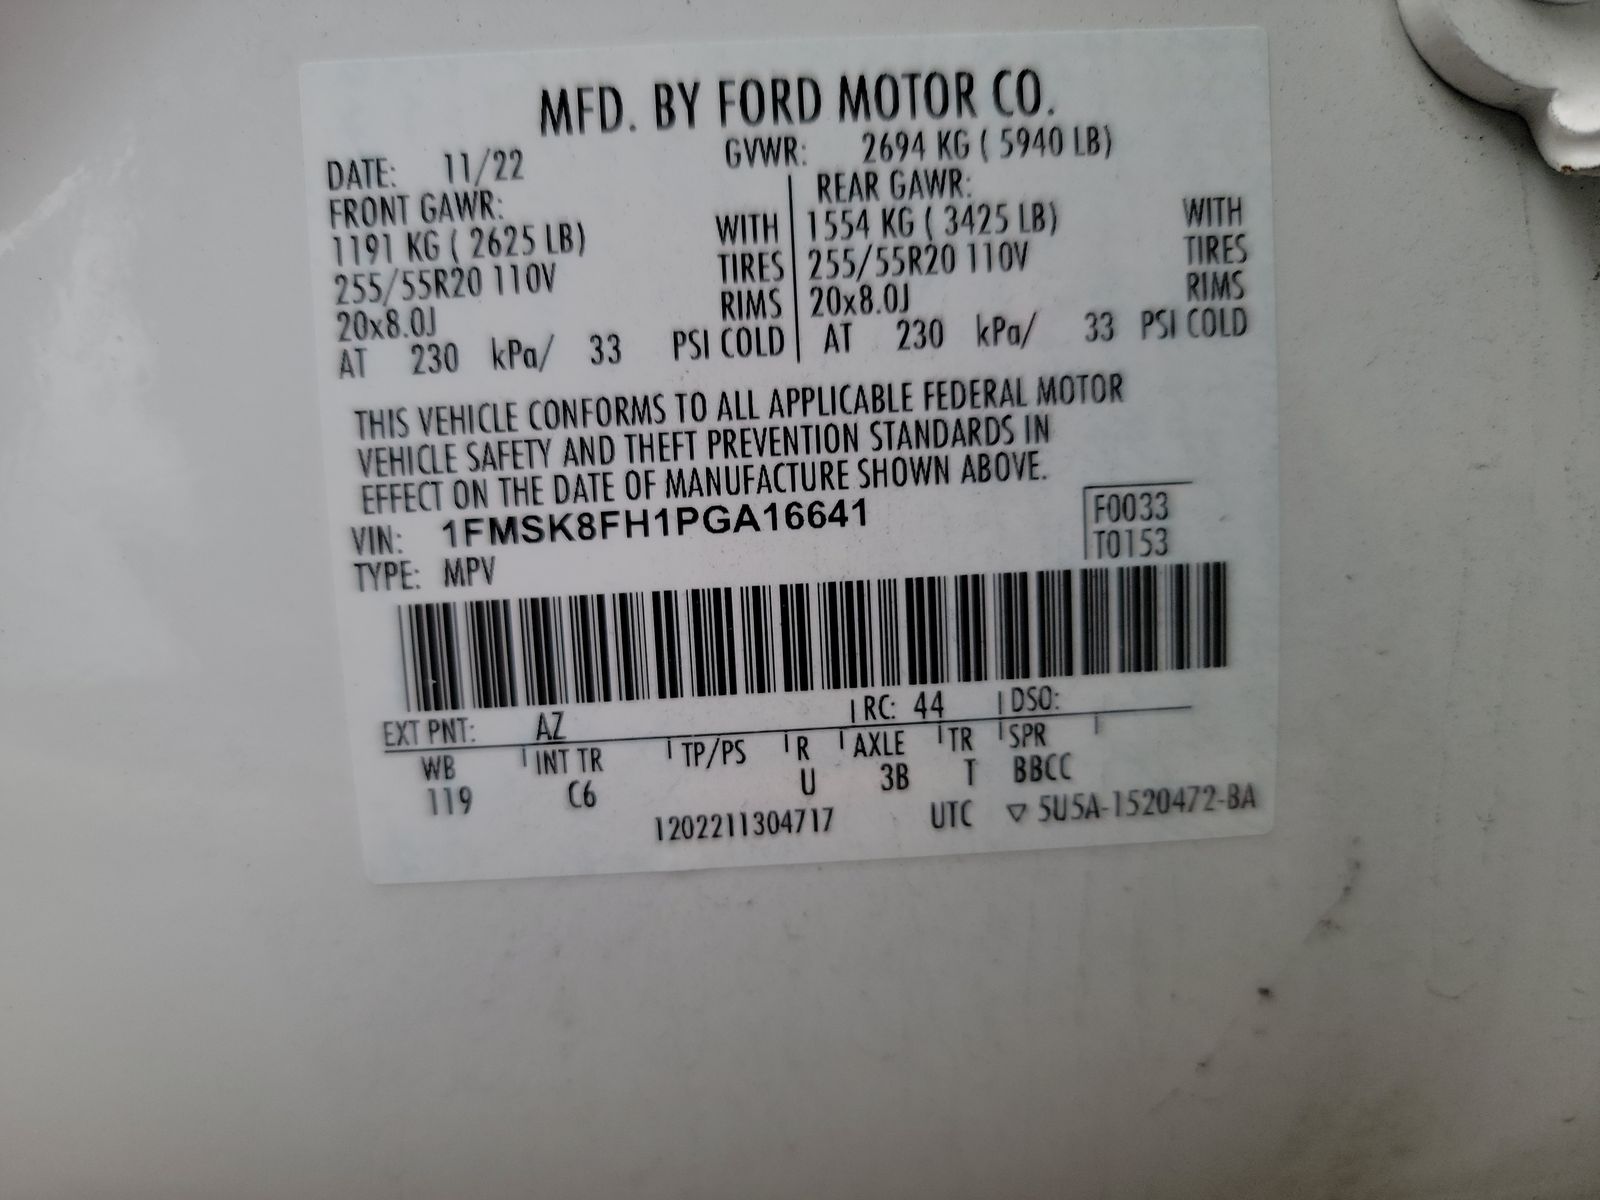 MFD. BY FORD MOTOR CO.
DATE: 11/22 GVWR: 2694 KG ( 5940 LB)
FRONT GAWR: REAR GAWR:
1191 KG ( 2625 LB) WITH 1554 KG ( 3425 LB) WITH
255/55R20 110V TIRES 255/55R20 110V TIRES
20x8.0J RIMS 20x8.0J RIMS
AT 230 kPa/ 33 PSI COLD AT 230 kPa/ 33 PSI COLD
THIS VEHICLE CONFORMS TO ALL APPLICABLE FEDERAL MOTOR
VEHICLE SAFETY AND THEFT PREVENTION STANDARDS IN
EFFECT ON THE DATE OF MANUFACTURE SHOWN ABOVE.
VIN: 1FMSK8FH1PGA16641 F0033
TYPE: MPV T0153
EXT PNT: AZ RC: 44 DSO:
WB INT TR TP/PS R AXLE TR SPR
119 C6 U 3B T BBCC
1202211304717 UTC ▽ 5U5A-1520472-BA